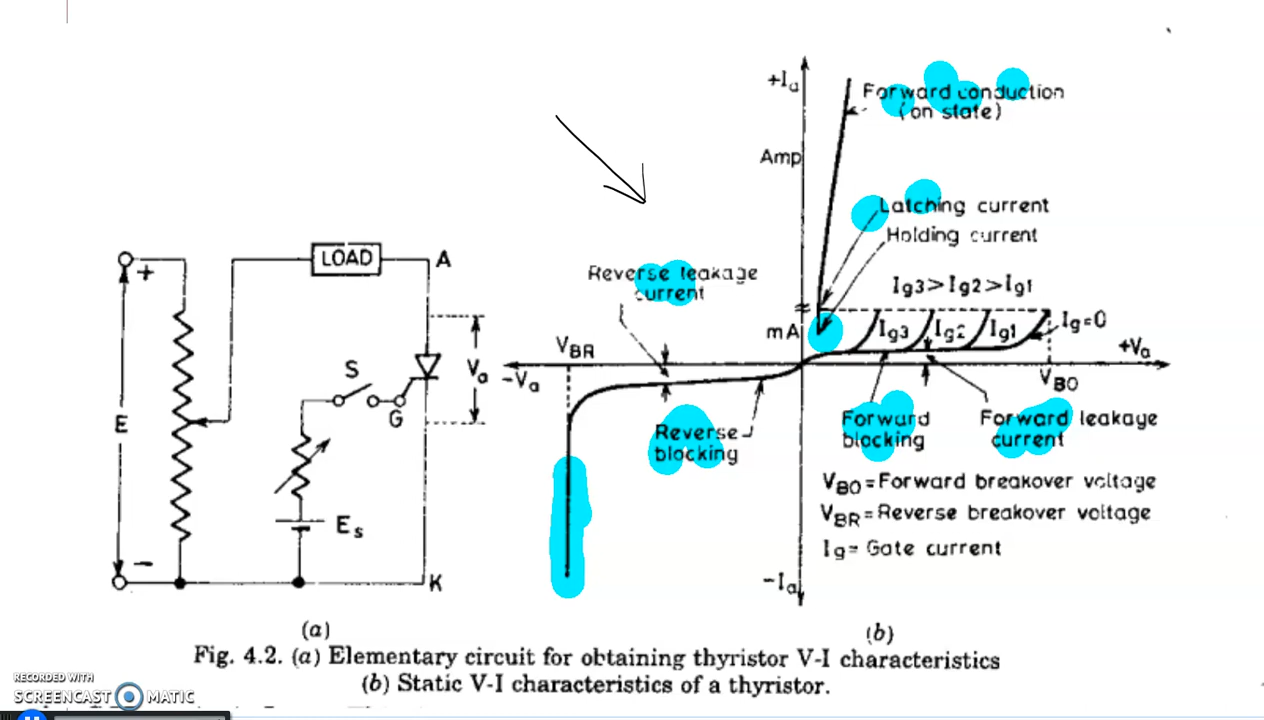 +Ia
Forward conduction
(on state)
Amp
Latching current
Holding current
Ig3>Ig2>Ig1
Reverse leakage
current
mA
Ig3
Ig2
Ig1
Ig=0
+Va
VBR
-Va
VBO
Reverse
blocking
Forward
blocking
Forward leakage
current
VBO=Forward breakover voltage
VBR=Reverse breakover voltage
Ig= Gate current
-Ia
LOAD
A
+
S
Va
G
E
Es
-
K
(a)
(b)
Fig. 4.2. (a) Elementary circuit for obtaining thyristor V-I characteristics
(b) Static V-I characteristics of a thyristor.
RECORDED WITH
SCREENCAST MATIC